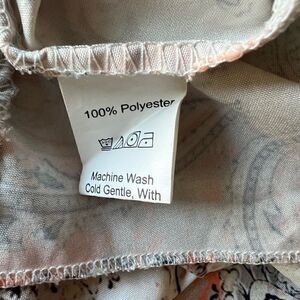 100% Polyester
Machine Wash
Cold Gentle, With